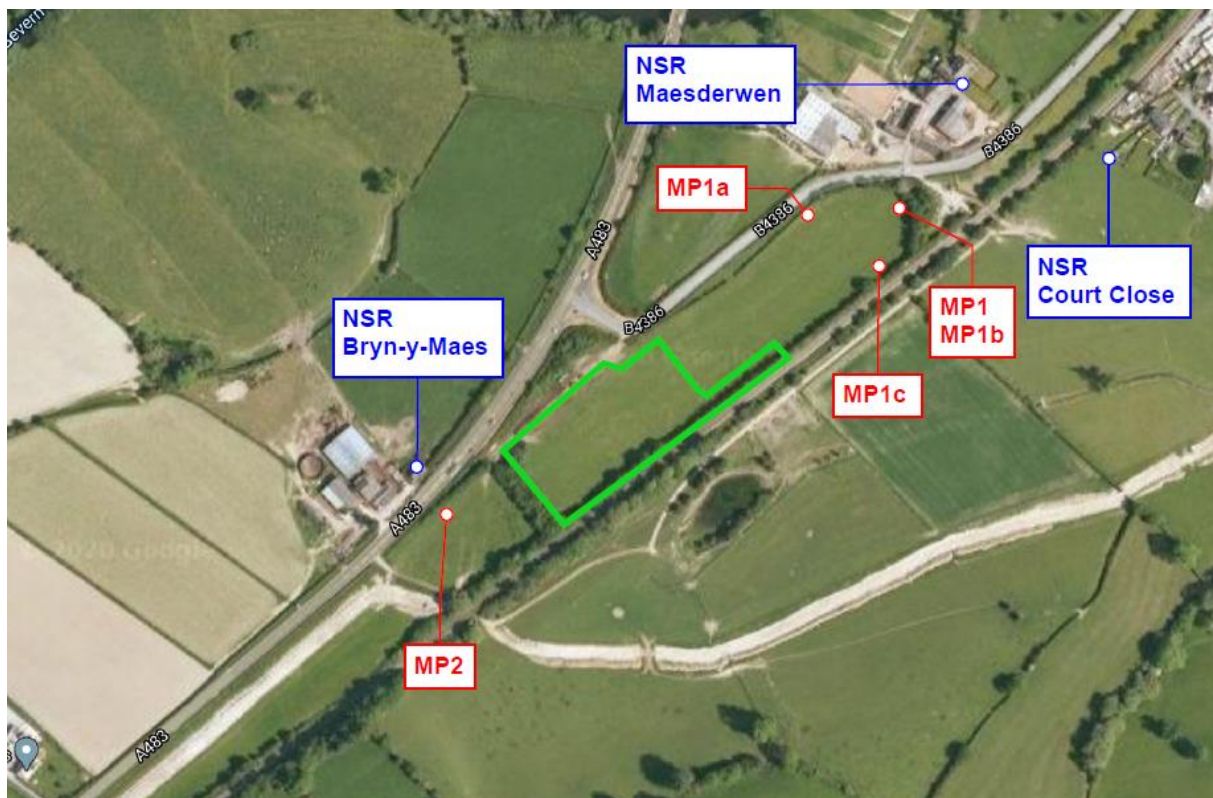 Severn
NSR
Maesderwen
B4386
MP1a
B4386
A483
NSR
Court Close
NSR
Bryn-y-Maes
B4386
MP1
MP1b
MP1c
A483
© 2020 Google
MP2
A483